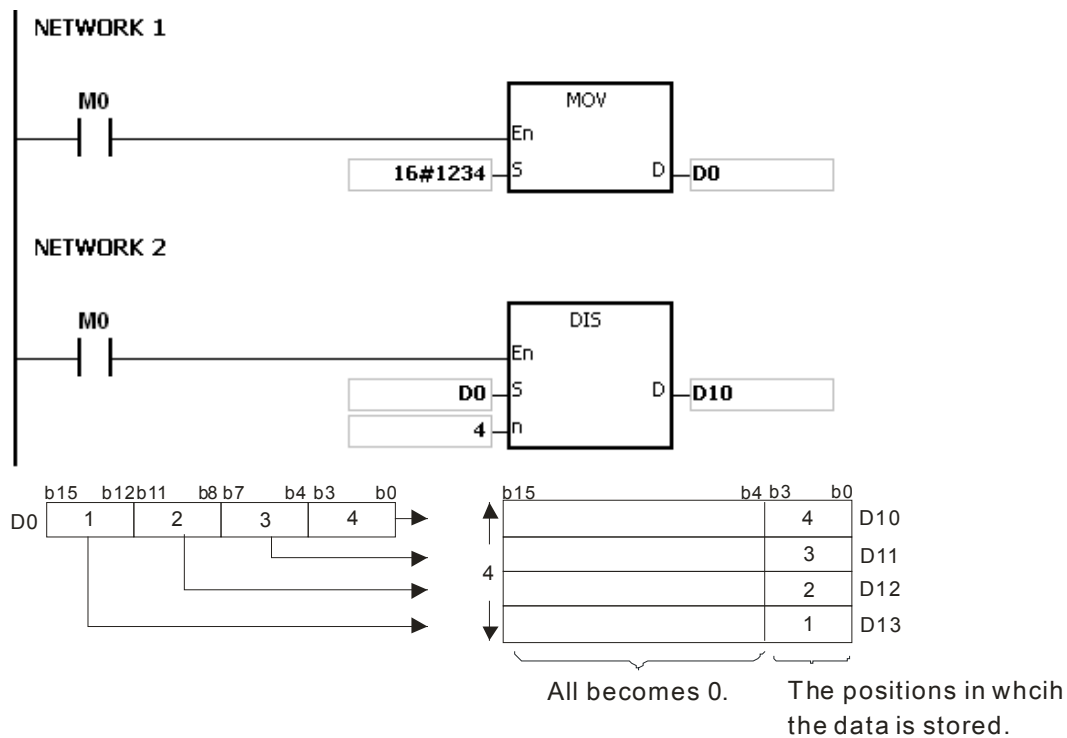 NETWORK 1
M0
MOV
En
16#1234 S D D0
NETWORK 2
M0
DIS
En
D0 S D D10
4 n
b15 b12 b11 b8 b7 b4 b3 b0
D0 1 2 3 4
b15 b4 b3 b0
4 D10
3 D11
4
2 D12
1 D13
All becomes 0.
The positions in whcih
the data is stored.